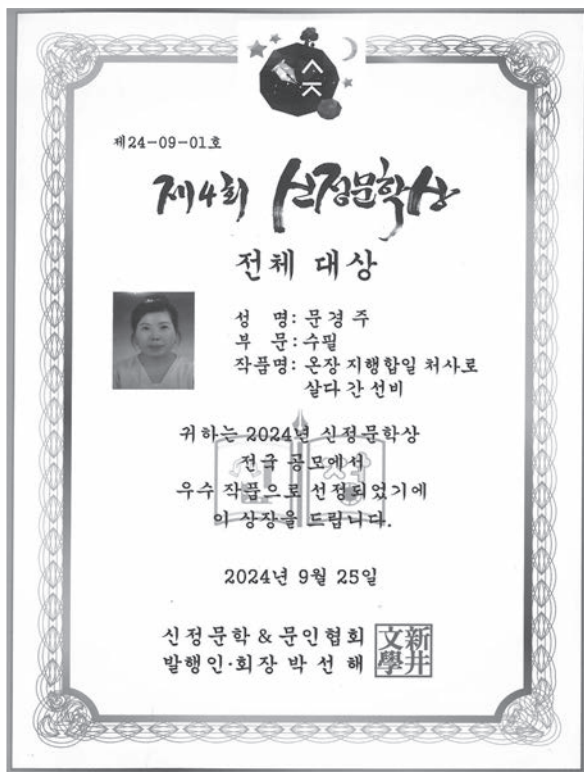 제24-09-01호
제4회 신정문학상
전체 대상
성 명: 문경주
부 문: 수필
작품명: 온장 지행합일 처사로
살다 간 선비
귀하는 2024년 신정문학상
전국 공모에서
우수 작품으로 선정되었기에
이 상장을 드립니다.
2024년 9월 25일
신정문학 & 문인협회
발행인·회장 박선해
新井
文學